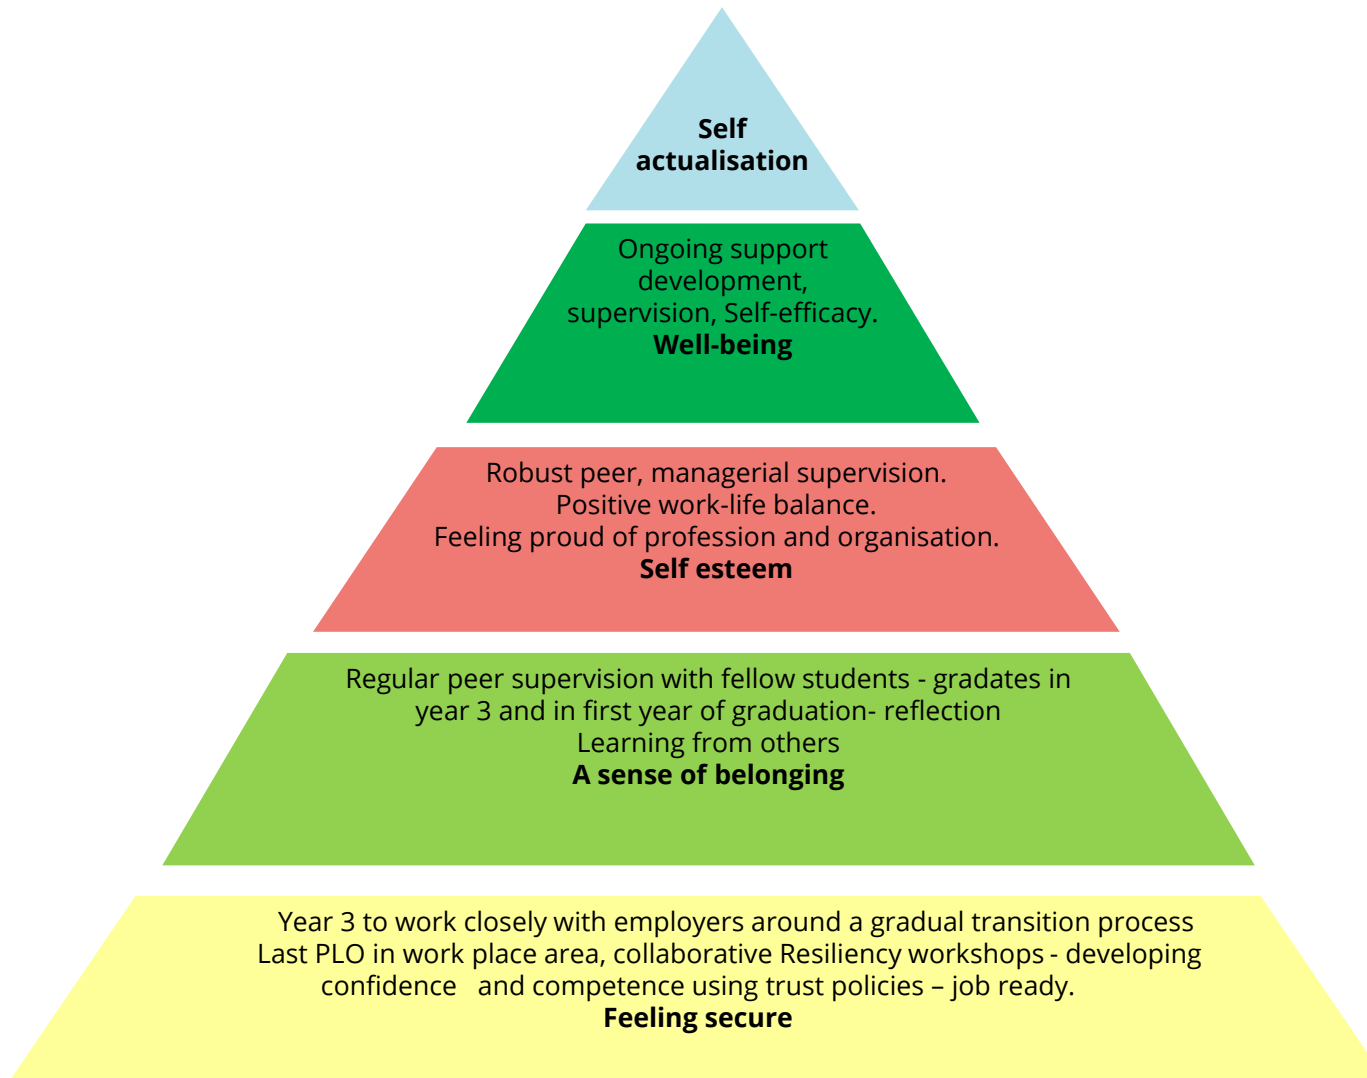 Self
actualisation
Ongoing support
development,
supervision, Self-efficacy.
Well-being
Robust peer, managerial supervision.
Positive work-life balance.
Feeling proud of profession and organisation.
Self esteem
Regular peer supervision with fellow students - gradates in
year 3 and in first year of graduation- reflection
Learning from others
A sense of belonging
Year 3 to work closely with employers around a gradual transition process
Last PLO in work place area, collaborative Resiliency workshops - developing
confidence   and competence using trust policies – job ready.
Feeling secure